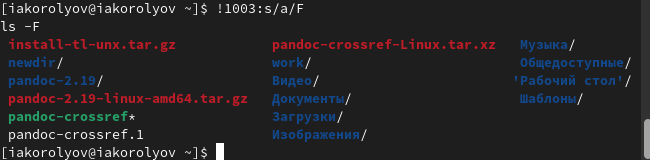 [iakorolyov@iakorolyov ~]$ !1003:s/a/F
ls -F
install-tl-unx.tar.gz pandoc-crossref-Linux.tar.xz Музыка/
newdir/ work/ Общедоступные/
pandoc-2.19/ Видео/ 'Рабочий стол'/
pandoc-2.19-linux-amd64.tar.gz Документы/ Шаблоны/
pandoc-crossref* Загрузки/
pandoc-crossref.1 Изображения/
[iakorolyov@iakorolyov ~]$